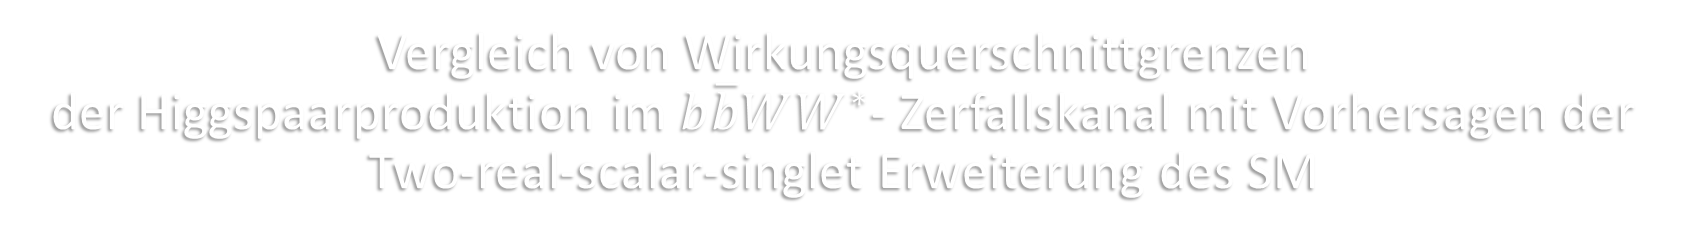 Vergleich von Wirkungsquerschnittgrenzen
der Higgspaarproduktion im bb̅WW*- Zerfallskanal mit Vorhersagen der
Two-real-scalar-singlet Erweiterung des SM